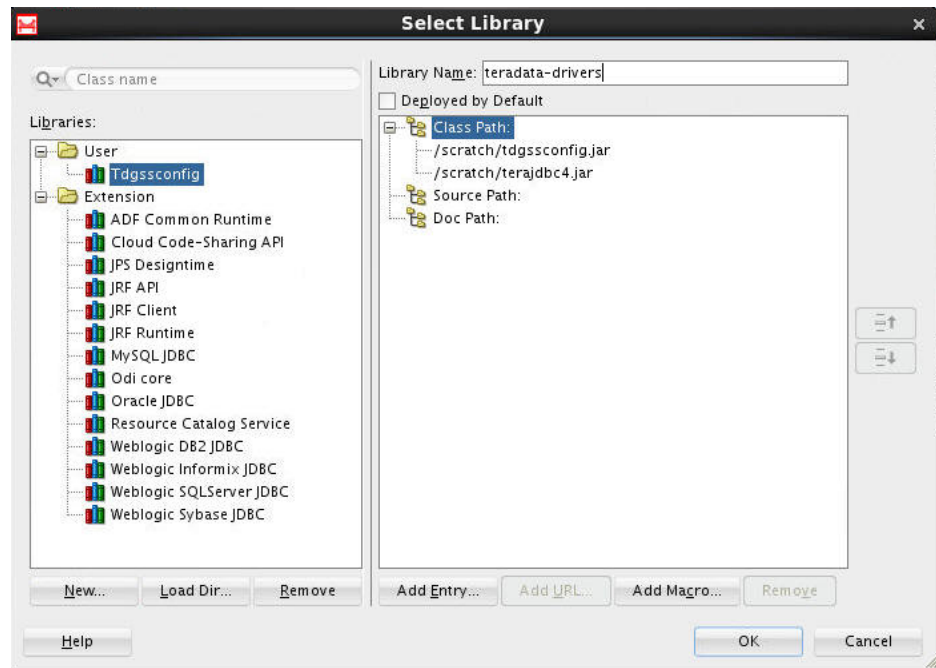 Select Library
Class name
Libraries:
User
Tdgssconfig
Extension
ADF Common Runtime
Cloud Code-Sharing API
JPS Designtime
JRF API
JRF Client
JRF Runtime
MySQL JDBC
Odi core
Oracle JDBC
Resource Catalog Service
Weblogic DB2 JDBC
Weblogic Informix JDBC
Weblogic SQLServer JDBC
Weblogic Sybase JDBC
New...
Load Dir...
Remove
Library Name: teradata-drivers
Deployed by Default
Class Path:
/scratch/tdgssconfig.jar
/scratch/terajdbc4.jar
Source Path:
Doc Path:
Add Entry...
Add URL...
Add Macro...
Remove
Help
OK
Cancel